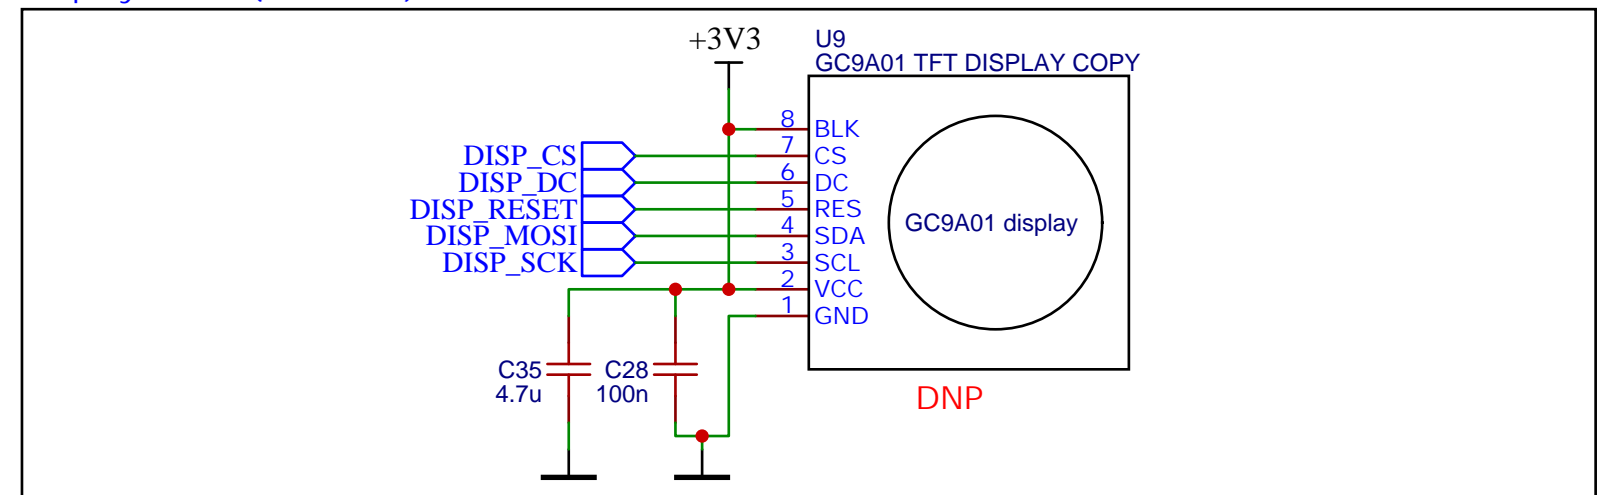 +3V3
U9
GC9A01 TFT DISPLAY COPY
8 BLK
DISP_CS 7 CS
DISP_DC 6 DC
DISP_RESET 5 RES
DISP_MOSI 4 SDA
DISP_SCK 3 SCL
2 VCC
1 GND
GC9A01 display
C35
4.7u
C28
100n
DNP